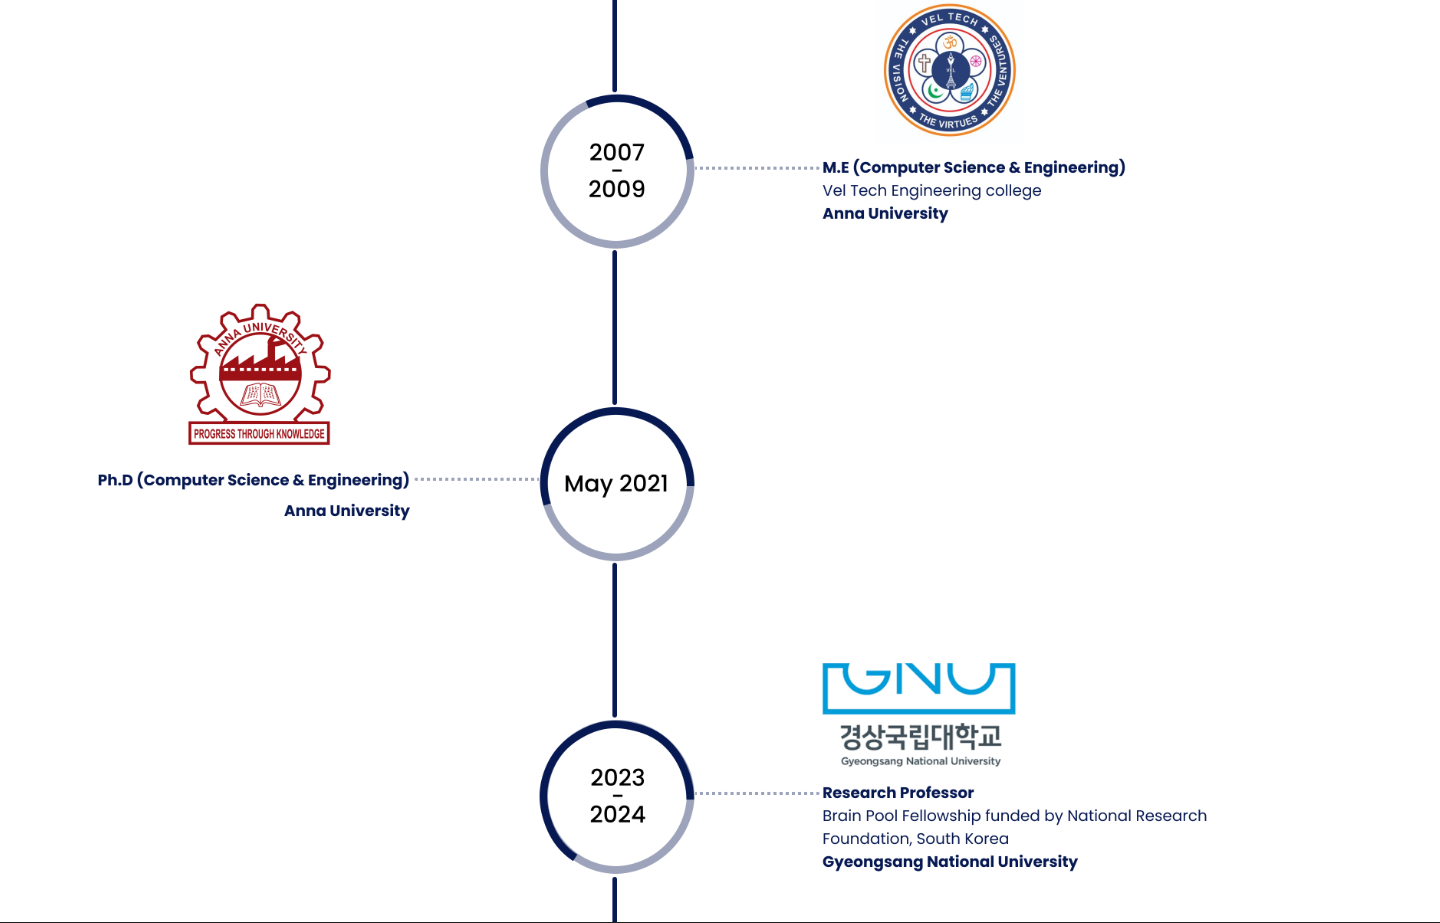 VEL TECH
THE VISION ★ THE VIRTUES ★ THE VENTURES
2007
–
2009
M.E (Computer Science & Engineering)
Vel Tech Engineering college
Anna University
ANNA UNIVERSITY
PROGRESS THROUGH KNOWLEDGE
Ph.D (Computer Science & Engineering)
Anna University
May 2021
GNU
경상국립대학교
Gyeongsang National University
2023
–
2024
Research Professor
Brain Pool Fellowship funded by National Research
Foundation, South Korea
Gyeongsang National University